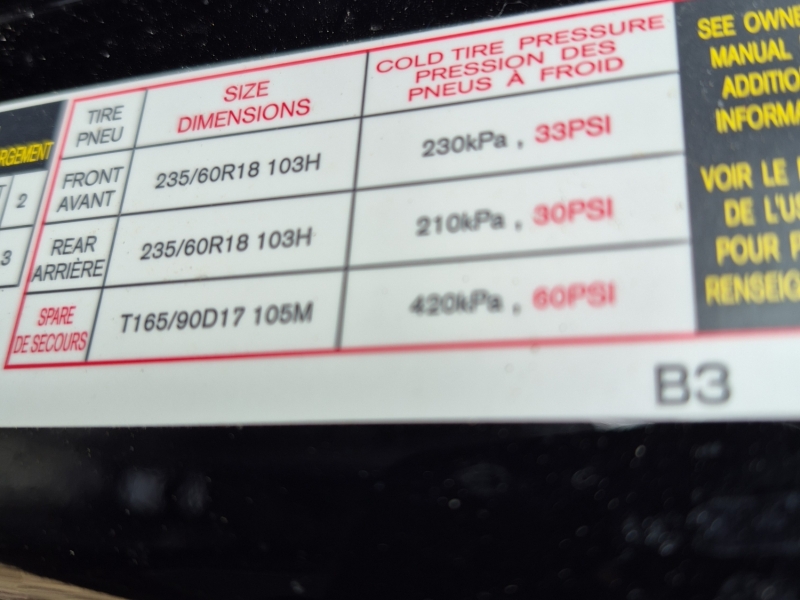 TIRE
PNEU
SIZE
DIMENSIONS
COLD TIRE PRESSURE
PRESSION DES
PNEUS À FROID
FRONT
AVANT
235/60R18 103H
230kPa , 33PSI
REAR
ARRIÈRE
235/60R18 103H
210kPa , 30PSI
SPARE
DE SECOURS
T165/90D17 105M
420kPa , 60PSI
2
3
SEE OWNE
MANUAL
ADDITIO
INFORMA
VOIR LE
DE L'US
POUR
RENSEIG
B3